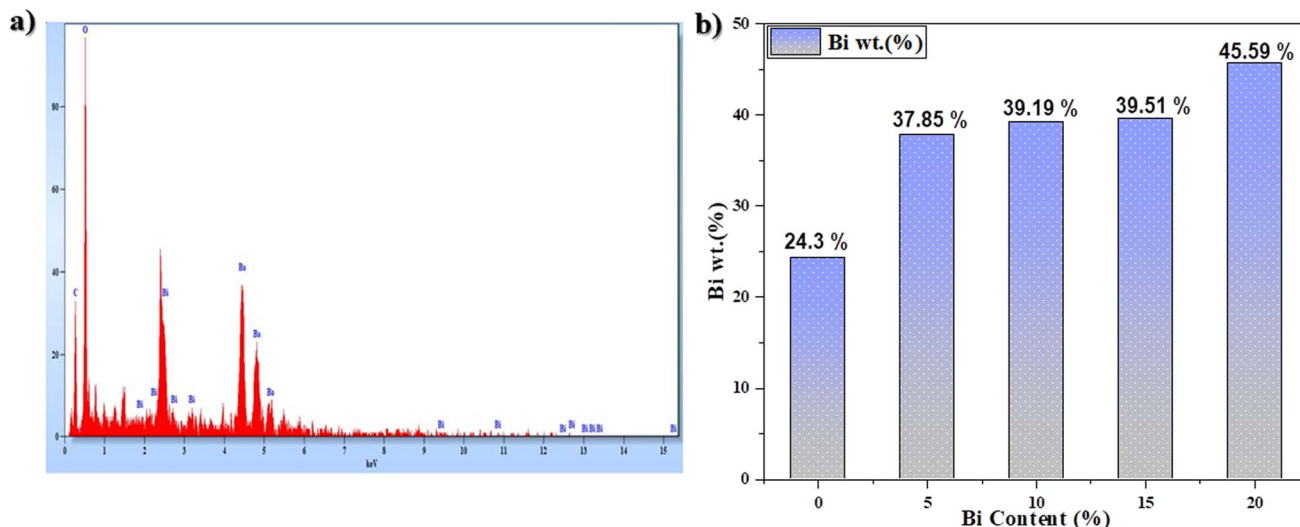 a)
O
80
60
40
20
0
C
Bi
Bi
Bi
Bi
Bi
Ba
Ba
Ba
Bi
Bi
Bi
Bi
Bi
Bi
Bi
Bi
0 1 2 3 4 5 6 7 8 9 10 11 12 13 14 15
keV
b)
Bi wt.(%)
50
40
30
20
10
0
Bi wt.(%)
24.3 %
37.85 %
39.19 %
39.51 %
45.59 %
0 5 10 15 20
Bi Content (%)